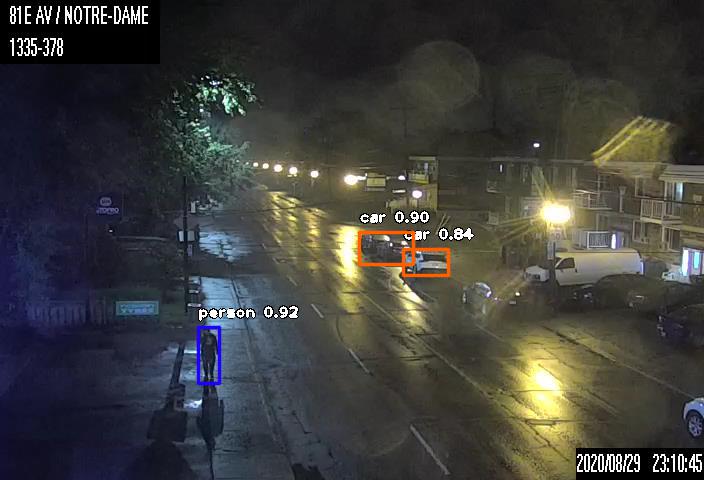 81E AV / NOTRE-DAME
1335-378
car 0.90
car 0.84
person 0.92
2020/08/29 23:10:45